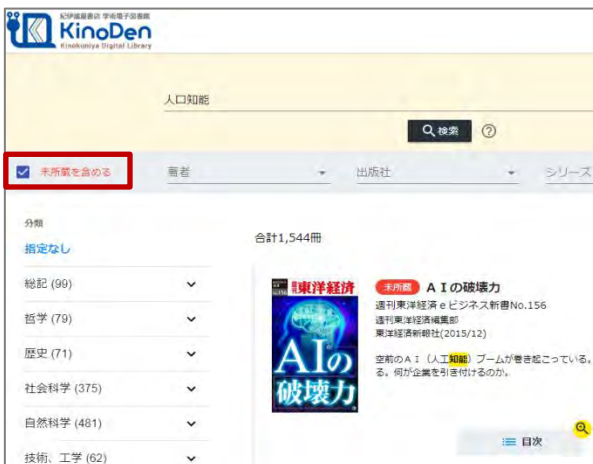 紀伊國屋書店 学術電子図書館
KinoDen
Kinokuniya Digital Library
人口知能
検索
未所蔵を含める
著者
出版社
シリーズ
分類
指定なし
合計1,544冊
総記 (99)
哲学 (79)
歴史 (71)
社会科学 (375)
自然科学 (481)
技術、工学 (62)
東洋経済
AIの
破壊力
未所蔵 AIの破壊力
週刊東洋経済eビジネス新書No.156
週刊東洋経済編集部
東洋経済新報社(2015/12)
空前のAI(人工知能)ブームが巻き起こっている。
る。何が企業を引き付けるのか。
目次